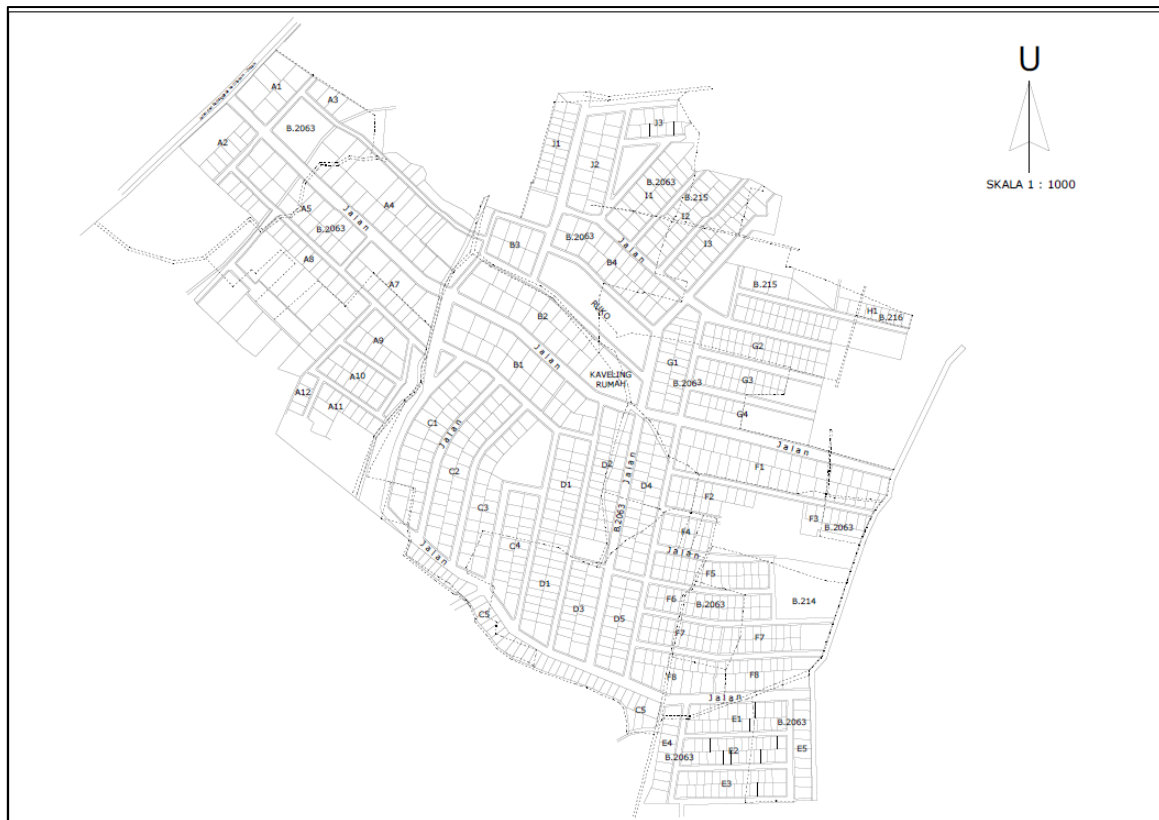 U
SKALA 1 : 1000
A1
A3
B.2063
A2
J3
J1
J2
B.2063
I1
B.215
I2
I3
A4
A5
Jalan
B.2063
A8
A7
B3
B.2063
Jalan
B4
B.215
H1
B.216
RUKO
B2
Jalan
B1
KAVELING
RUMAH
G1
B.2063
G2
G3
G4
A9
A10
A12
A11
C1
Jalan
C2
C3
C4
D1
D2
Jalan
D4
B.2063
Jalan
F1
F2
F3
B.2063
F4
Jalan
F5
F6
B.2063
B.214
F7
F7
F8
F8
Jalan
C5
D1
D3
D5
Jalan
C5
E1
B.2063
E4
B.2063
E2
E5
E3